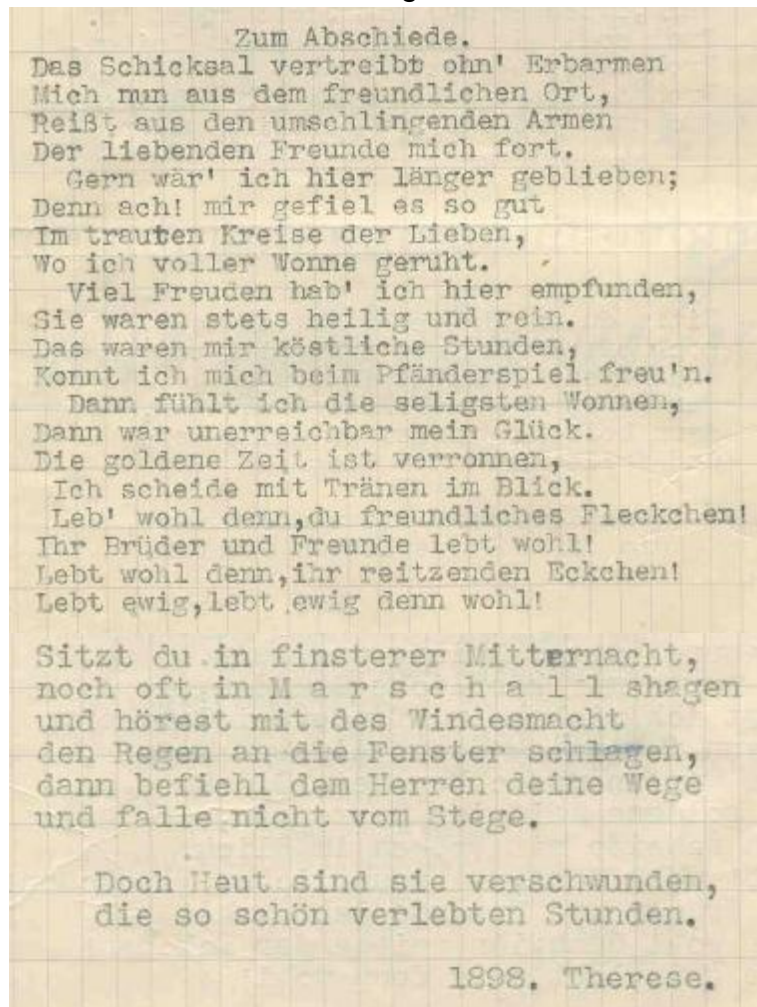 Zum Abschiede.
Das Schicksal vertreibt ohn' Erbarmen
Mich nun aus dem freundlichen Ort,
Reißt aus den umschlingenden Armen
Der liebenden Freunde mich fort.
Gern wär' ich hier länger geblieben;
Denn ach! mir gefiel es so gut
Im trauten Kreise der Lieben,
Wo ich voller Wonne geruht.
Viel Freuden hab' ich hier empfunden,
Sie waren stets heilig und rein.
Das waren mir köstliche Stunden,
Konnt ich mich beim Pfänderspiel freu'n.
Dann fühlt ich die seligsten Wonnen,
Dann war unerreichbar mein Glück.
Die goldene Zeit ist verronnen,
Ich scheide mit Tränen im Blick.
Leb' wohl denn,du freundliches Fleckchen!
Ihr Brüder und Freunde lebt wohl!
Lebt wohl denn,ihr reitzenden Eckchen!
Lebt ewig,lebt ewig denn wohl!
Sitzt du in finsterer Mitternacht,
noch oft in M a r s c h a l l shagen
und hörest mit des Windesmacht
den Regen an die Fenster schlagen,
dann befiehl dem Herren deine Wege
und falle nicht vom Stege.
Doch Heut sind sie verschwunden,
die so schön verlebten Stunden.
1898. Therese.